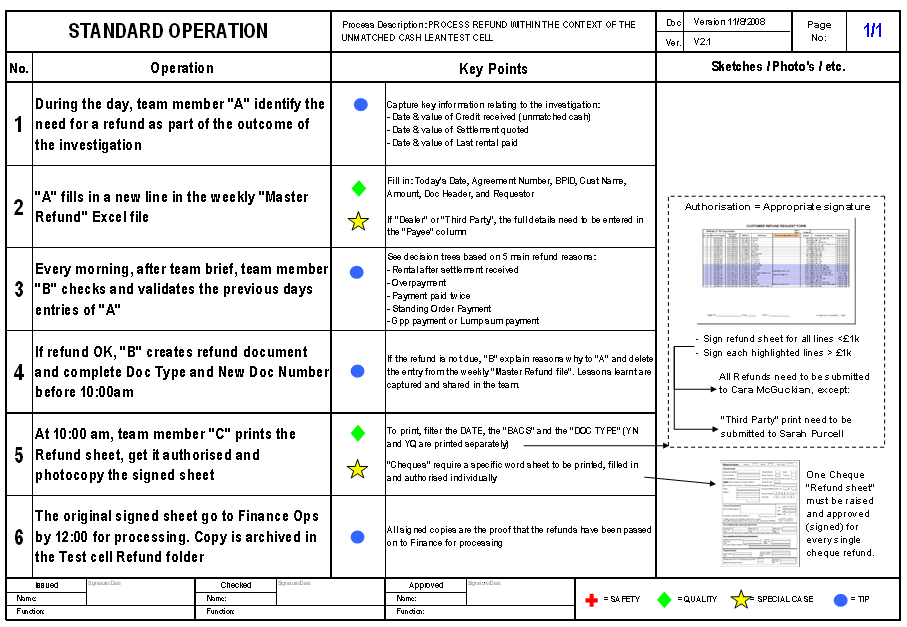 STANDARD OPERATION
Process Description: PROCESS REFUND WITHIN THE CONTEXT OF THE
UNMATCHED CASH LEAN TEST CELL
Doc Version 11/8/2008
Ver. V2.1
Page
No:
1/1
No.
Operation
Key Points
Sketches / Photo's / etc.
1
During the day, team member "A" identify the
need for a refund as part of the outcome of
the investigation
Capture key information relating to the investigation:
- Date & value of Credit received (unmatched cash)
- Date & value of Settlement quoted
- Date & value of Last rental paid
2
"A" fills in a new line in the weekly "Master
Refund" Excel file
Fill in: Today's Date, Agreement Number, BPID, Cust Name,
Amount, Doc Header, and Requestor
If "Dealer" or "Third Party", the full details need to be entered in
the "Payee" column
3
Every morning, after team brief, team member
"B" checks and validates the previous days
entries of "A"
See decision trees based on 5 main refund reasons:
- Rental after settlement received
- Overpayment
- Payment paid twice
- Standing Order Payment
- Gpp payment or Lump sum payment
4
If refund OK, "B" creates refund document
and complete Doc Type and New Doc Number
before 10:00am
If the refund is not due, "B" explain reasons why to "A" and delete
the entry from the weekly "Master Refund file". Lessons learnt are
captured and shared in the team.
5
At 10:00 am, team member "C" prints the
Refund sheet, get it authorised and
photocopy the signed sheet
To print, filter the DATE, the "BACS" and the "DOC TYPE" (YN
and YQ are printed separately)
"Cheques" require a specific word sheet to be printed, filled in
and authorised individually
6
The original signed sheet go to Finance Ops
by 12:00 for processing. Copy is archived in
the Test cell Refund folder
All signed copies are the proof that the refunds have been passed
on to Finance for processing
Authorisation = Appropriate signature
CUSTOMER REFUND REQUEST FORM
- Sign refund sheet for all lines <£1k
- Sign each highlighted lines > £1k
All Refunds need to be submitted
to Cara McGuckian, except:
"Third Party" print need to be
submitted to Sarah Purcell
One Cheque
"Refund sheet"
must be raised
and approved
(signed) for
every single
cheque refund.
Issued
Signature/Date
Name:
Function:
Checked
Signature/Date
Name:
Function:
Approved
Signature/Date
Name:
Function:
= SAFETY
= QUALITY
= SPECIAL CASE
= TIP